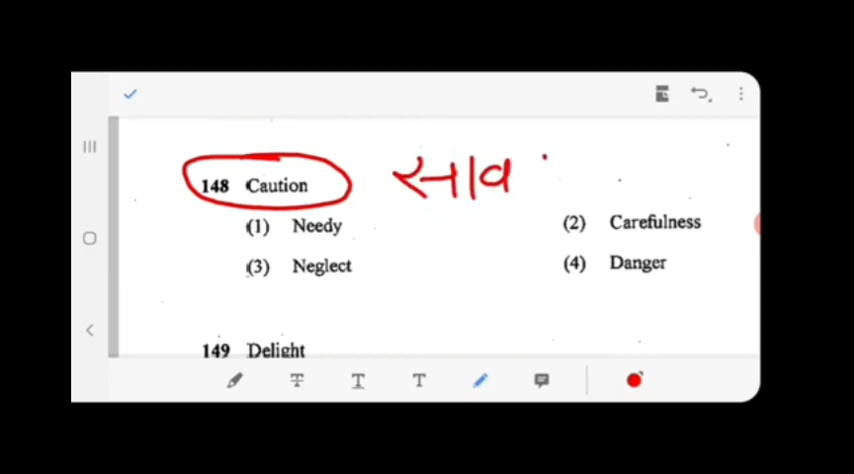 148 Caution साव
(1) Needy (2) Carefulness
(3) Neglect (4) Danger
149 Delight